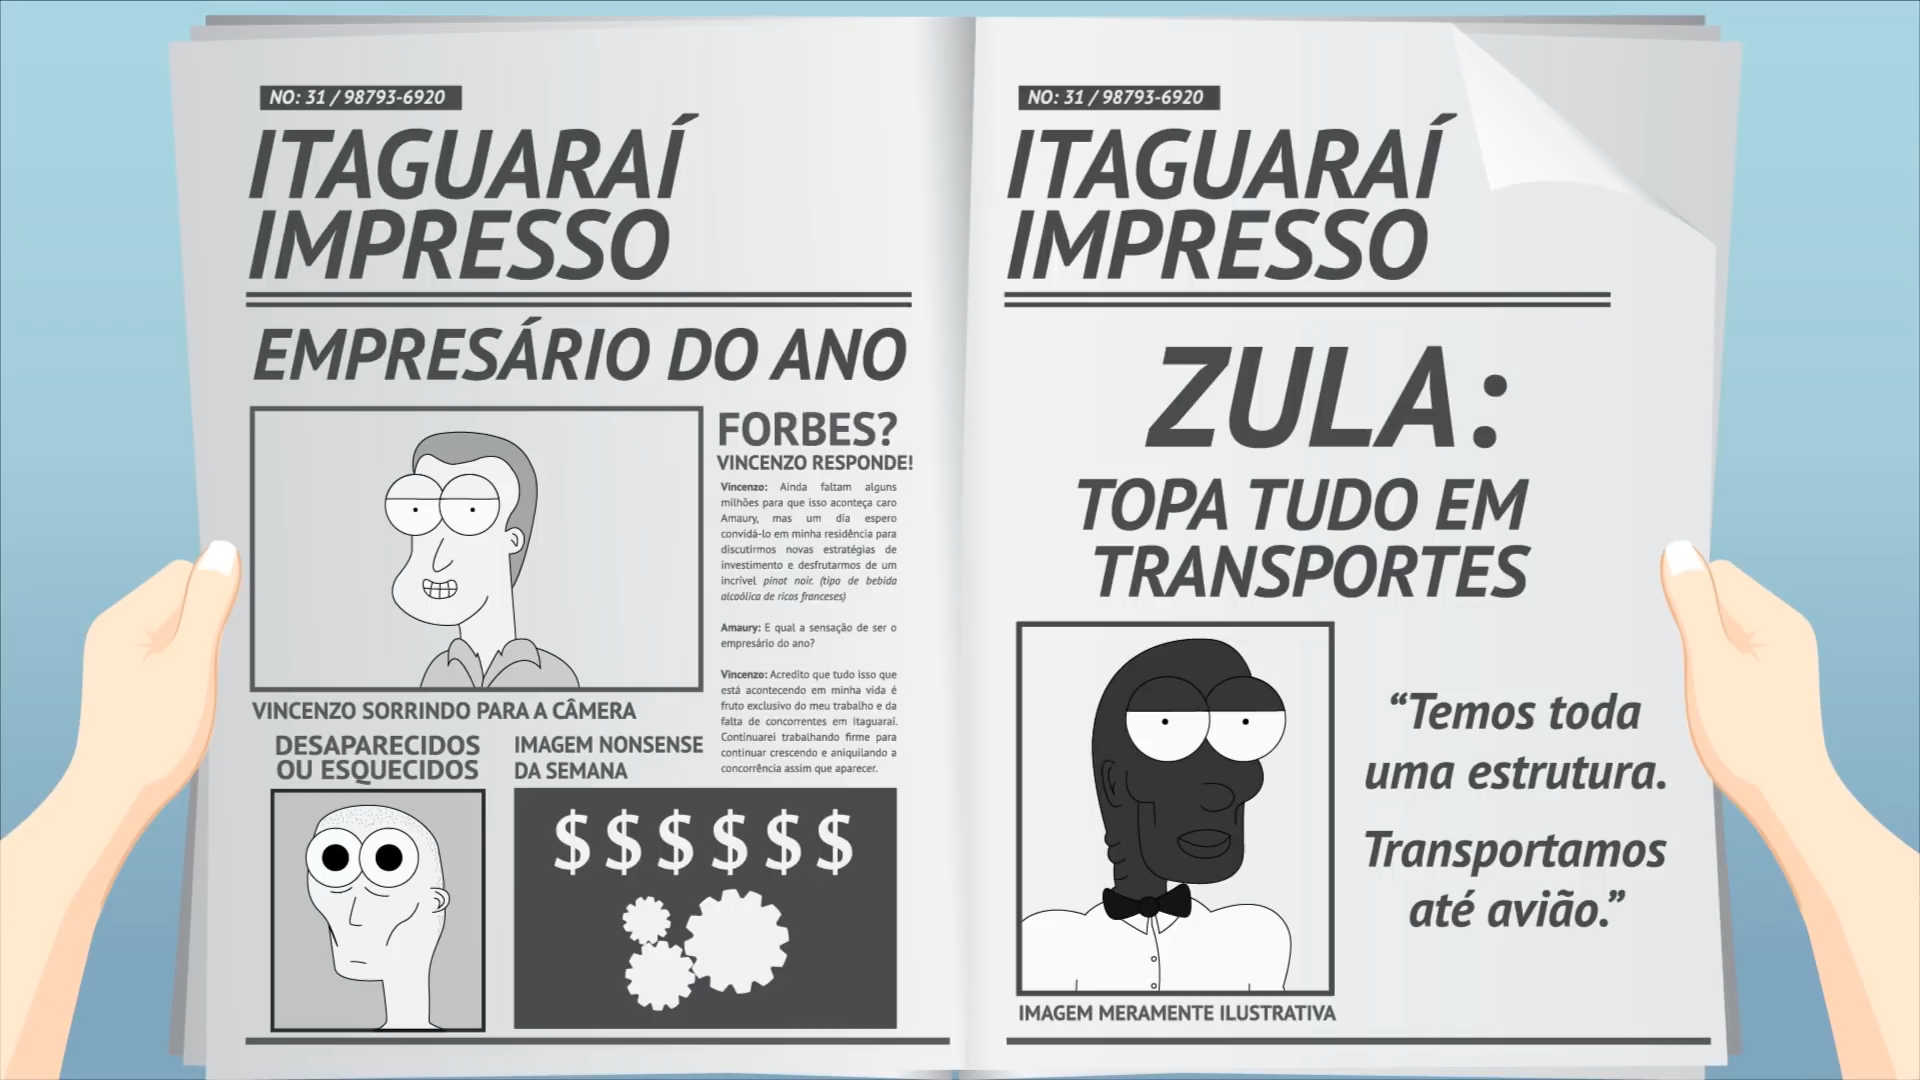 NO: 31 / 98793-6920
ITAGUARAÍ
IMPRESSO
EMPRESÁRIO DO ANO
FORBES?
VINCENZO RESPONDE!
Vincenzo: Ainda faltam alguns
milhões para que isso aconteça caro
Amaury, mas um dia espero
convidá-lo em minha residência para
discutirmos novas estratégias de
investimento e desfrutarmos de um
incrível pinot noir. (tipo de bebida
alcoólica de ricos franceses)
Amaury: E qual a sensação de ser o
empresário do ano?
Vincenzo: Acredito que tudo isso que
está acontecendo em minha vida é
fruto exclusivo do meu trabalho e da
falta de concorrentes em Itaguaraí.
Continuarei trabalhando firme para
continuar crescendo e aniquilando a
concorrência assim que aparecer.
VINCENZO SORRINDO PARA A CÂMERA
DESAPARECIDOS
OU ESQUECIDOS
IMAGEM NONSENSE
DA SEMANA
$ $ $ $ $ $
NO: 31 / 98793-6920
ITAGUARAÍ
IMPRESSO
ZULA:
TOPA TUDO EM
TRANSPORTES
“Temos toda
uma estrutura.
Transportamos
até avião.”
IMAGEM MERAMENTE ILUSTRATIVA